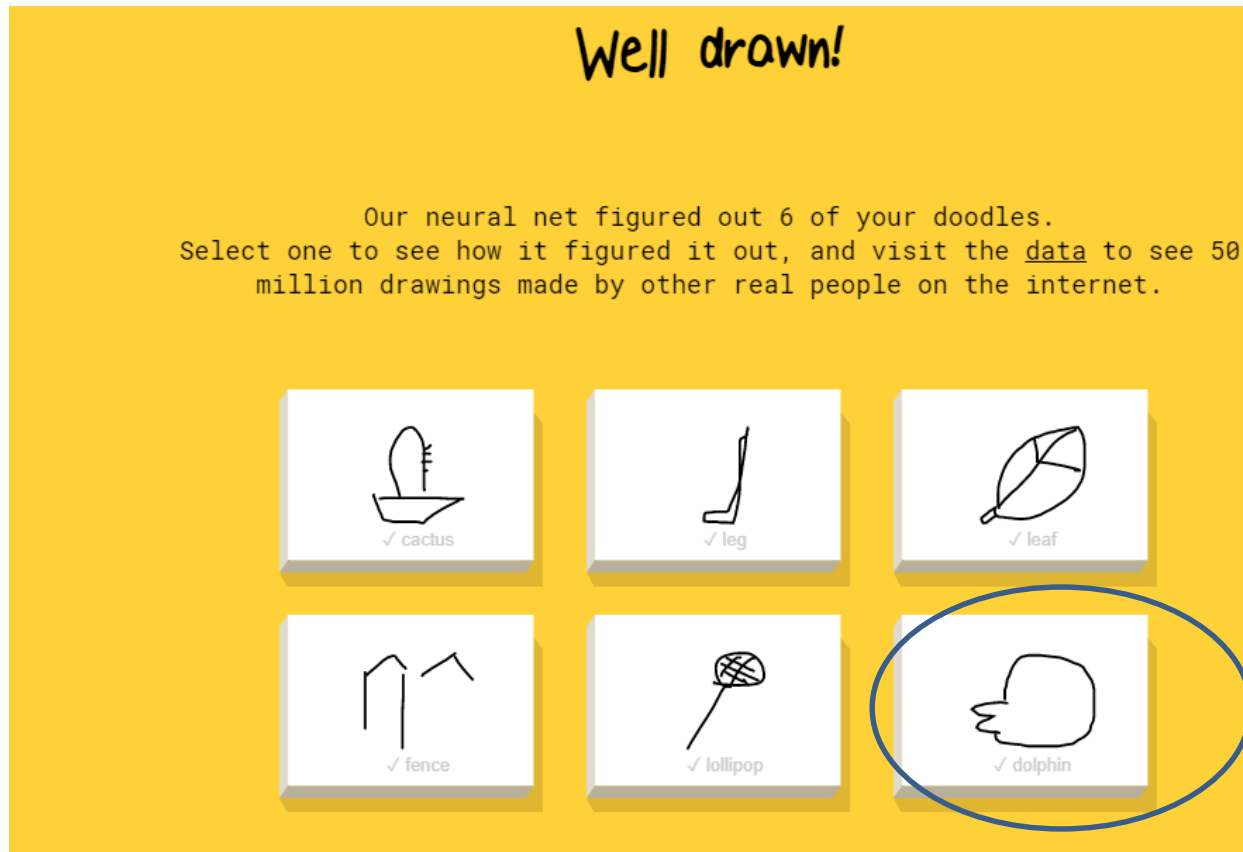 Well drawn!
Our neural net figured out 6 of your doodles.
Select one to see how it figured it out, and visit the data to see 50
million drawings made by other real people on the internet.
✓ cactus
✓ leg
✓ leaf
✓ fence
✓ lollipop
✓ dolphin